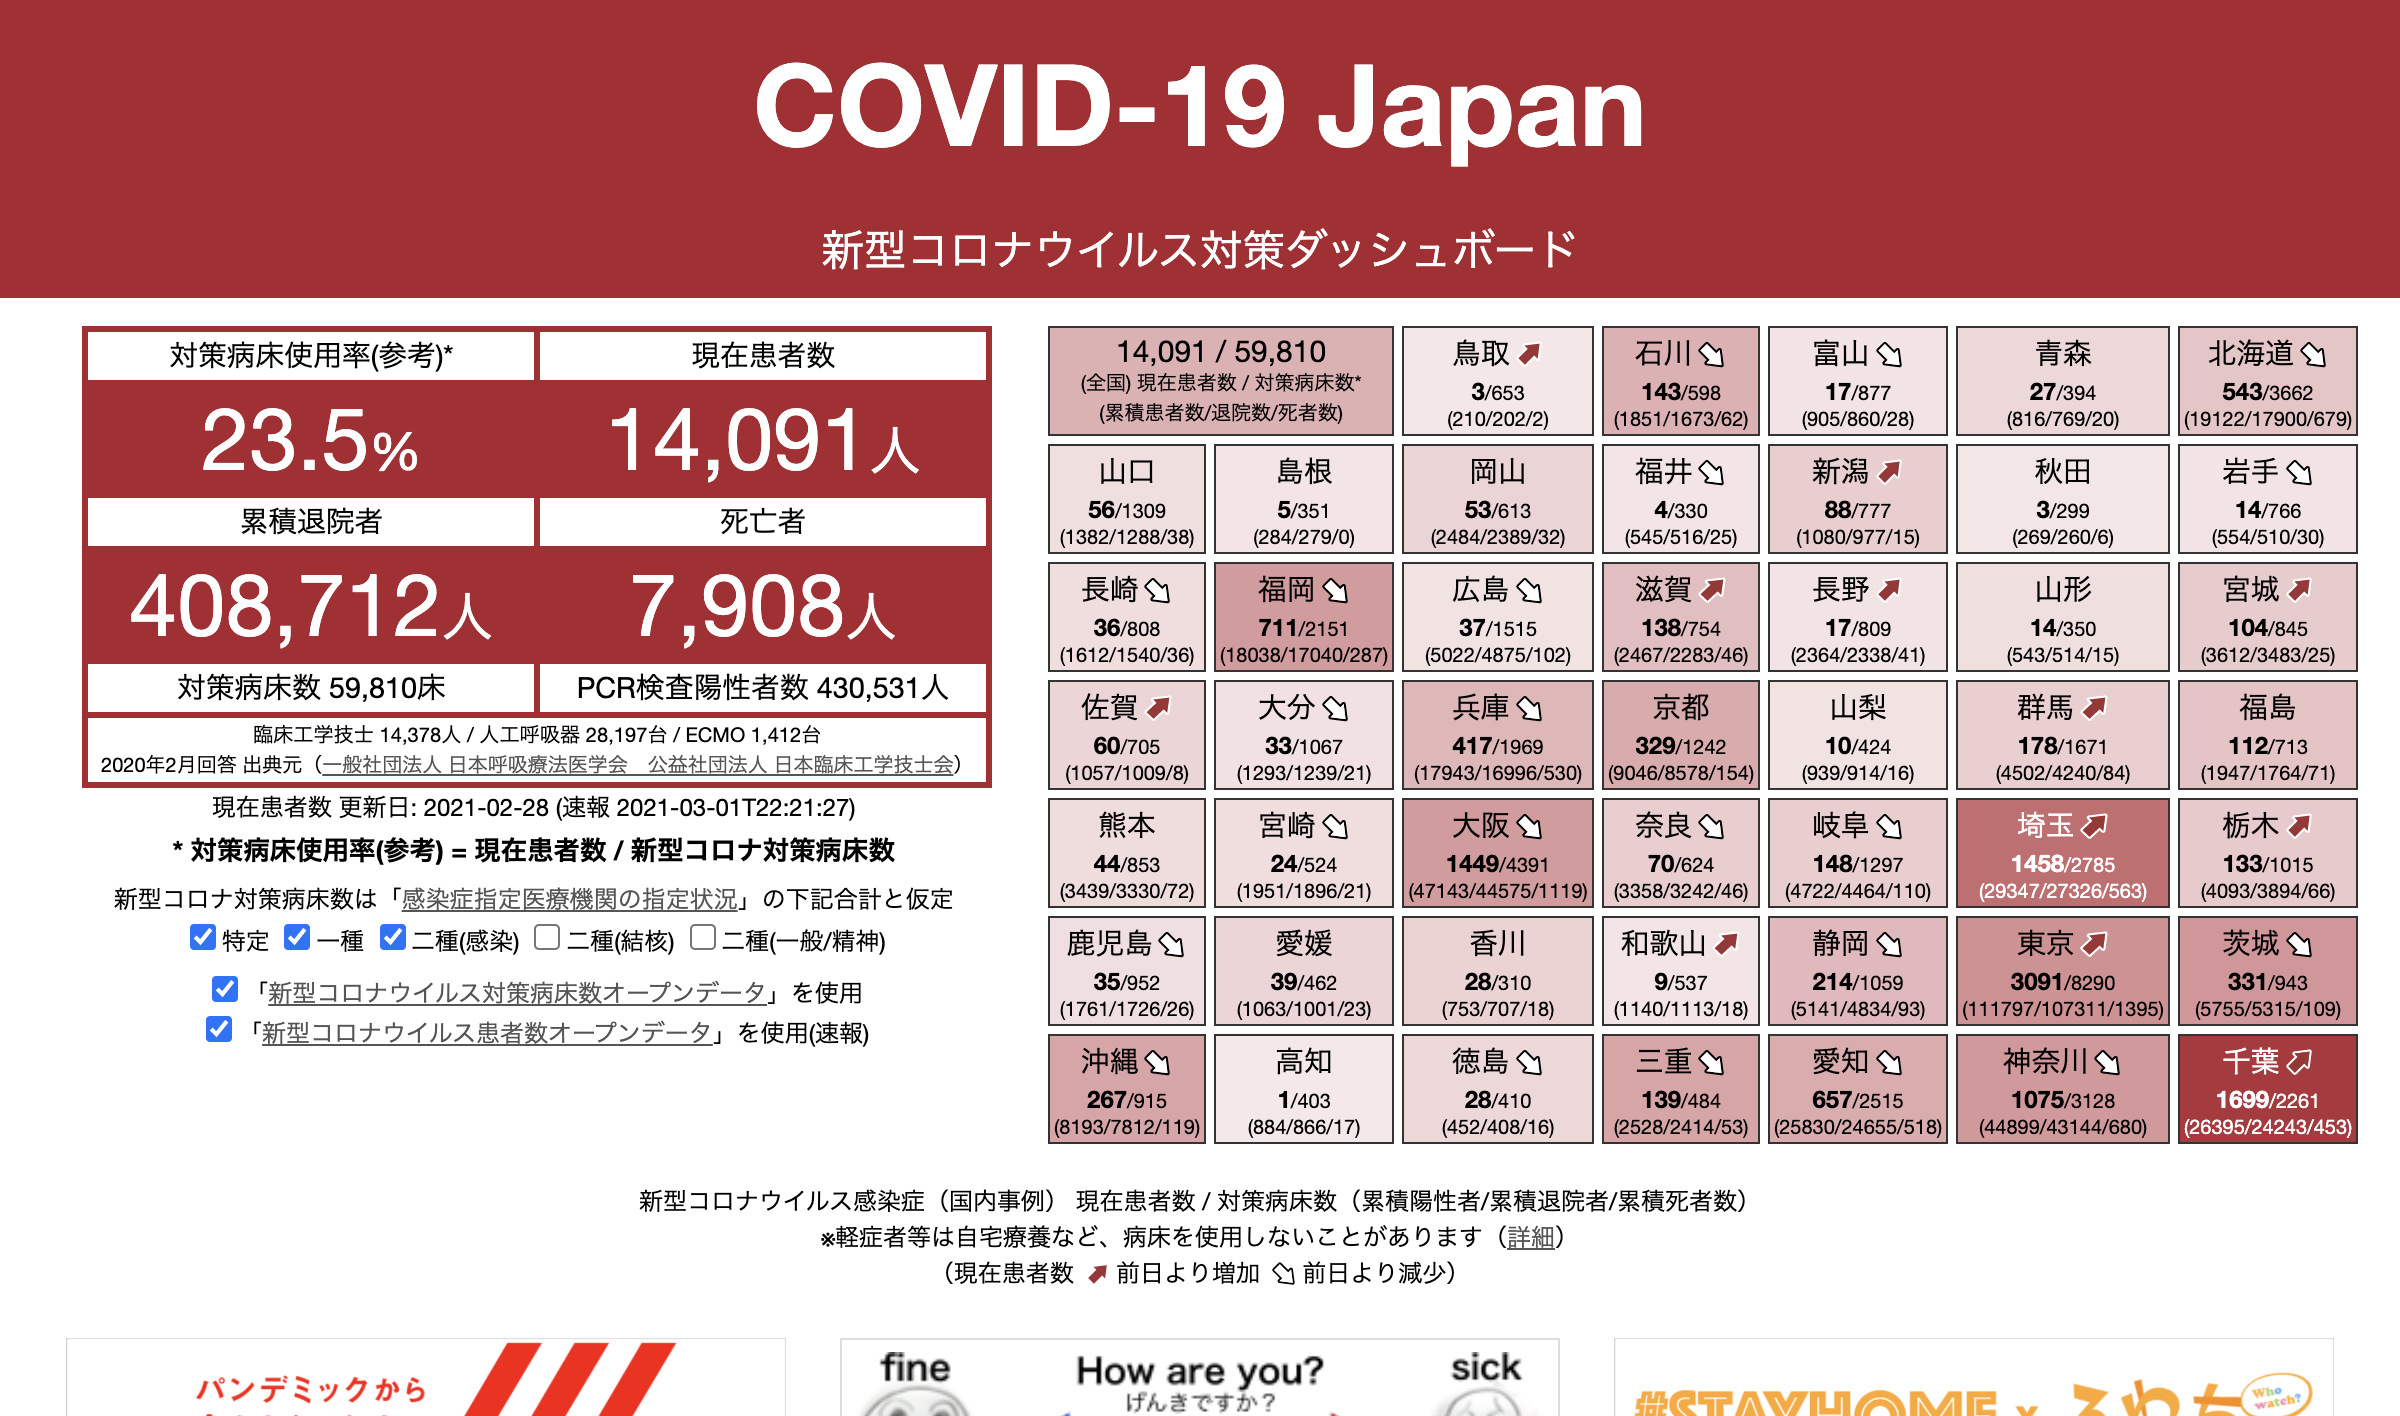 COVID-19 Japan
新型コロナウイルス対策ダッシュボード
対策病床使用率(参考)*
現在患者数
23.5%
14,091人
累積退院者
死亡者
408,712人
7,908人
対策病床数 59,810床
PCR検査陽性者数 430,531人
臨床工学技士 14,378人 / 人工呼吸器 28,197台 / ECMO 1,412台
2020年2月回答 出典元（一般社団法人 日本呼吸療法医学会　公益社団法人 日本臨床工学技士会）
現在患者数 更新日: 2021-02-28 (速報 2021-03-01T22:21:27)
* 対策病床使用率(参考) = 現在患者数 / 新型コロナ対策病床数
新型コロナ対策病床数は「感染症指定医療機関の指定状況」の下記合計と仮定
特定 一種 二種(感染) 二種(結核) 二種(一般/精神)
「新型コロナウイルス対策病床数オープンデータ」を使用
「新型コロナウイルス患者数オープンデータ」を使用(速報)
14,091 / 59,810
(全国) 現在患者数 / 対策病床数*
(累積患者数/退院数/死者数)
鳥取
3/653
(210/202/2)
石川
143/598
(1851/1673/62)
富山
17/877
(905/860/28)
青森
27/394
(816/769/20)
北海道
543/3662
(19122/17900/679)
山口
56/1309
(1382/1288/38)
島根
5/351
(284/279/0)
岡山
53/613
(2484/2389/32)
福井
4/330
(545/516/25)
新潟
88/777
(1080/977/15)
秋田
3/299
(269/260/6)
岩手
14/766
(554/510/30)
長崎
36/808
(1612/1540/36)
福岡
711/2151
(18038/17040/287)
広島
37/1515
(5022/4875/102)
滋賀
138/754
(2467/2283/46)
長野
17/809
(2364/2338/41)
山形
14/350
(543/514/15)
宮城
104/845
(3612/3483/25)
佐賀
60/705
(1057/1009/8)
大分
33/1067
(1293/1239/21)
兵庫
417/1969
(17943/16996/530)
京都
329/1242
(9046/8578/154)
山梨
10/424
(939/914/16)
群馬
178/1671
(4502/4240/84)
福島
112/713
(1947/1764/71)
熊本
44/853
(3439/3330/72)
宮崎
24/524
(1951/1896/21)
大阪
1449/4391
(47143/44575/1119)
奈良
70/624
(3358/3242/46)
岐阜
148/1297
(4722/4464/110)
埼玉
1458/2785
(29347/27326/563)
栃木
133/1015
(4093/3894/66)
鹿児島
35/952
(1761/1726/26)
愛媛
39/462
(1063/1001/23)
香川
28/310
(753/707/18)
和歌山
9/537
(1140/1113/18)
静岡
214/1059
(5141/4834/93)
東京
3091/8290
(111797/107311/1395)
茨城
331/943
(5755/5315/109)
沖縄
267/915
(8193/7812/119)
高知
1/403
(884/866/17)
徳島
28/410
(452/408/16)
三重
139/484
(2528/2414/53)
愛知
657/2515
(25830/24655/518)
神奈川
1075/3128
(44899/43144/680)
千葉
1699/2261
(26395/24243/453)
新型コロナウイルス感染症（国内事例） 現在患者数 / 対策病床数（累積陽性者/累積退院者/累積死者数）
※軽症者等は自宅療養など、病床を使用しないことがあります（詳細）
（現在患者数 前日より増加 前日より減少）
パンデミックから
fine
How are you?
sick
げんきですか？
#STAYHOME x ふわっち
Who watch?